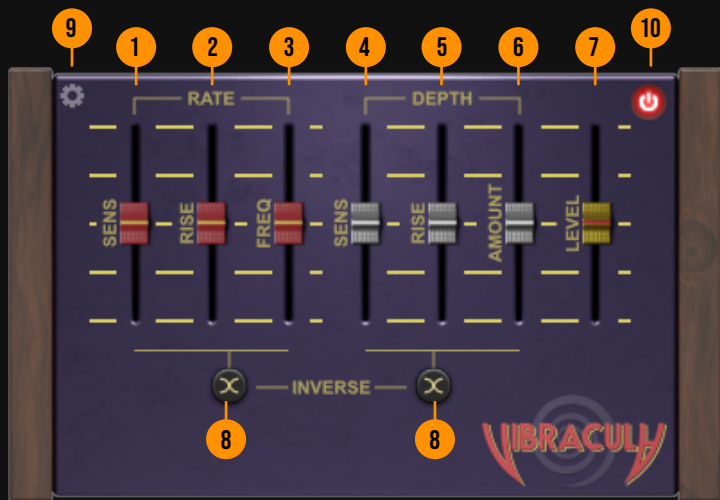 9 1 2 3 4 5 6 7 10
RATE DEPTH
SENS RISE FREQ SENS RISE AMOUNT LEVEL
INVERSE
8 8
VIBRACULA